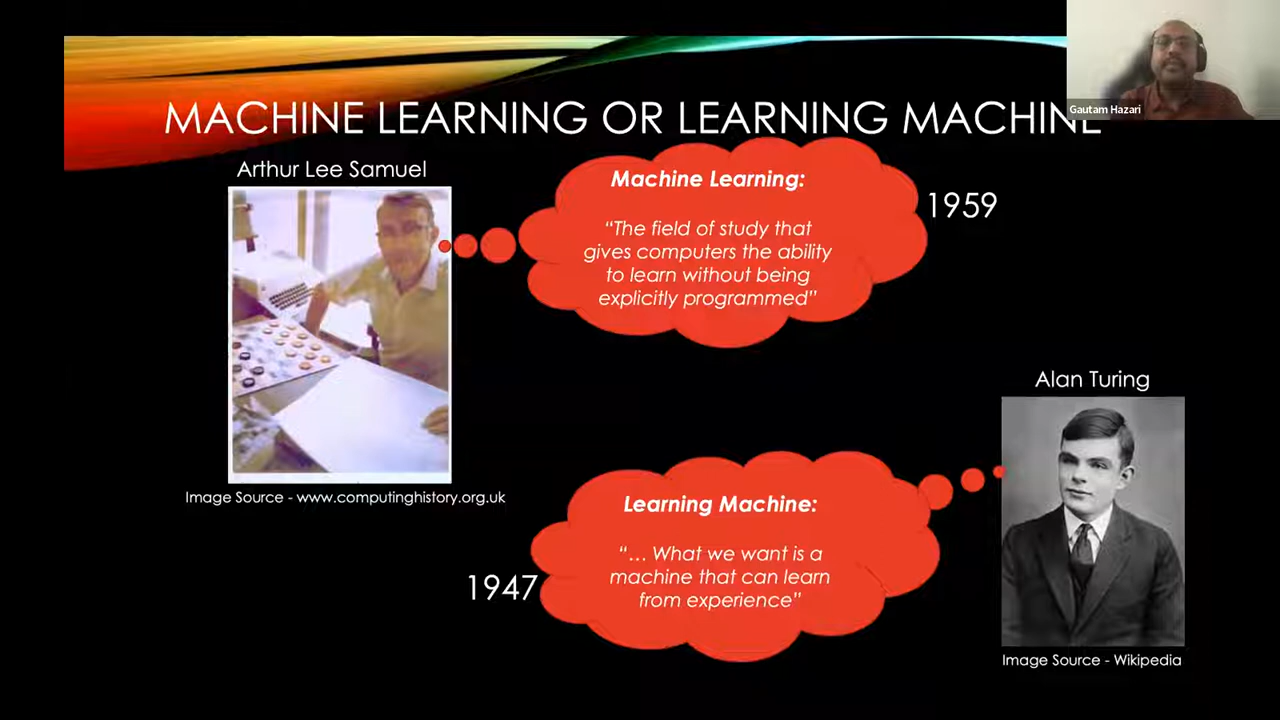 Gautam Hazari
MACHINE LEARNING OR LEARNING MACHINE
Arthur Lee Samuel
Machine Learning:
“The field of study that
gives computers the ability
to learn without being
explicitly programmed”
1959
Image Source - www.computinghistory.org.uk
Alan Turing
Learning Machine:
“... What we want is a
machine that can learn
from experience”
1947
Image Source - Wikipedia